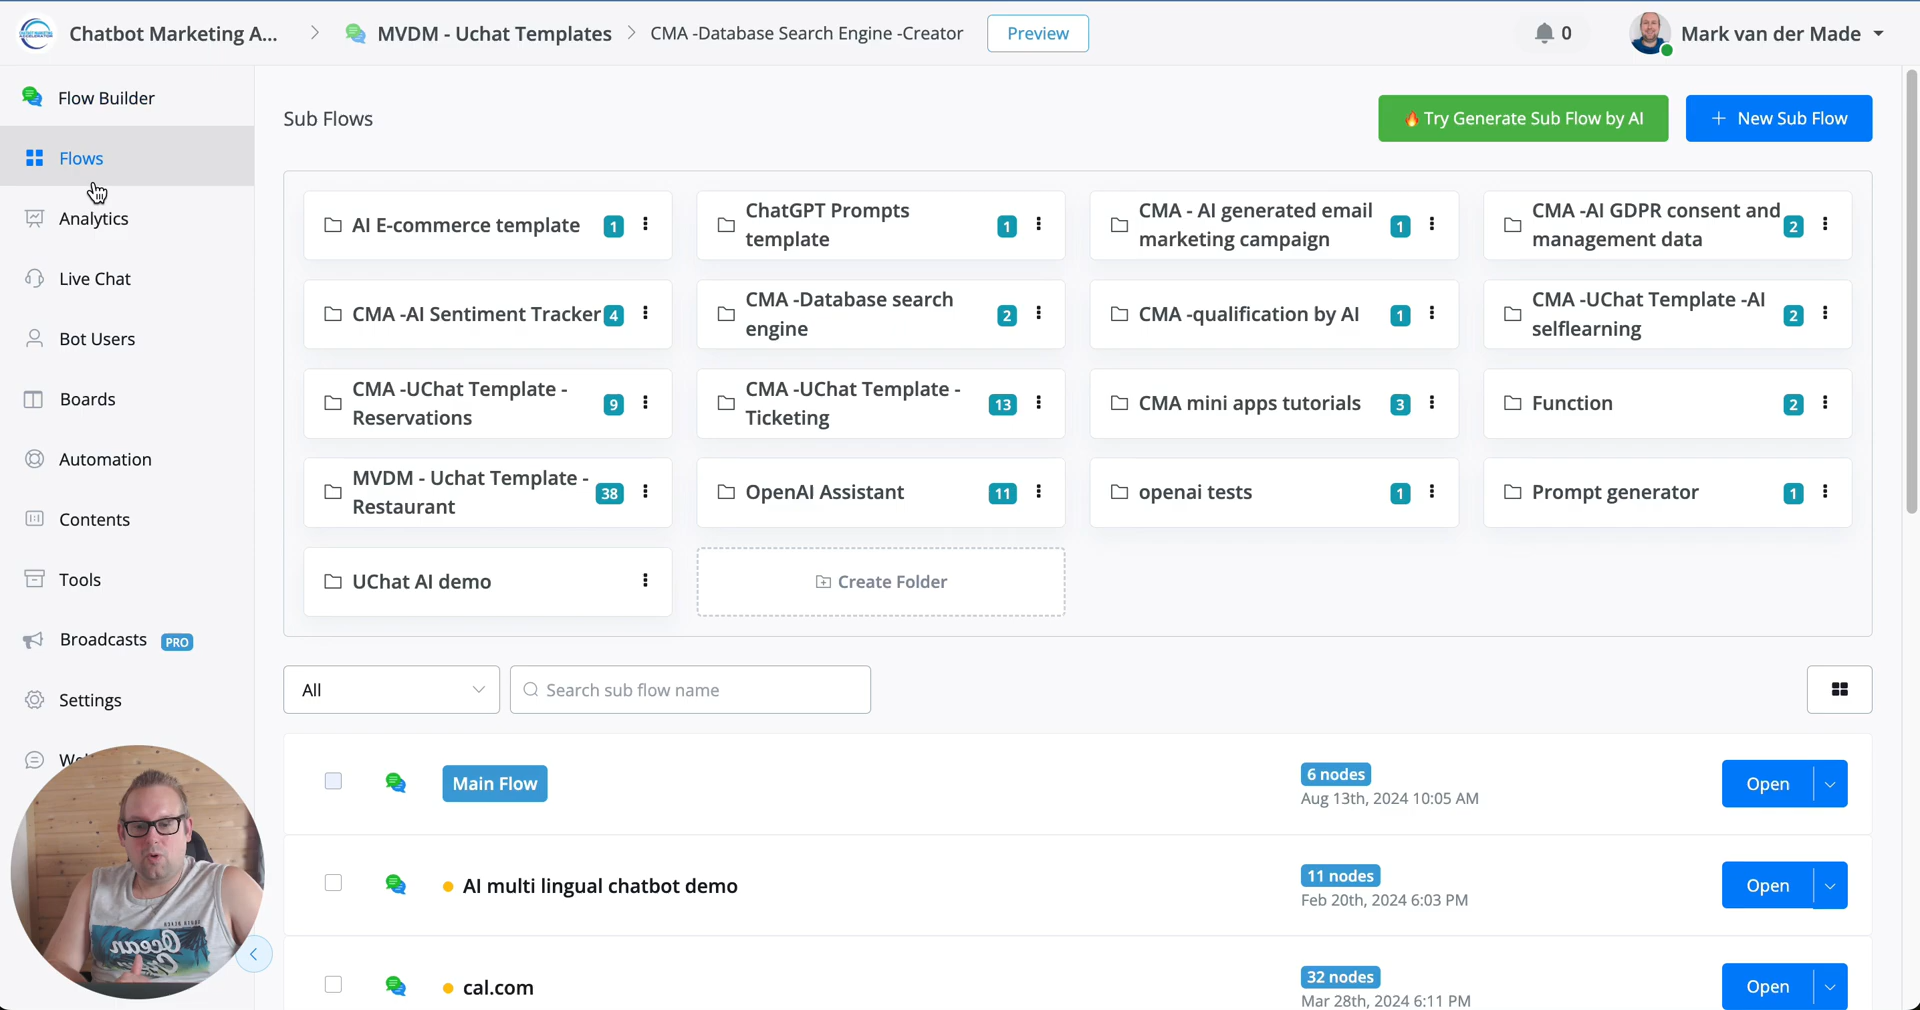 Chatbot Marketing A...
MVDM - Uchat Templates
CMA -Database Search Engine -Creator
Preview
0
Mark van der Made
Flow Builder
Flows
Analytics
Live Chat
Bot Users
Boards
Automation
Contents
Tools
Broadcasts PRO
Settings
Sub Flows
🔥 Try Generate Sub Flow by AI
+ New Sub Flow
AI E-commerce template 1
ChatGPT Prompts
template
1
CMA - AI generated email
marketing campaign
1
CMA -AI GDPR consent and
management data
2
CMA -AI Sentiment Tracker 4
CMA -Database search
engine
2
CMA -qualification by AI 1
CMA -UChat Template -AI
selflearning
2
CMA -UChat Template -
Reservations
9
CMA -UChat Template -
Ticketing
13
CMA mini apps tutorials 3
Function 2
MVDM - Uchat Template -
Restaurant
38
OpenAI Assistant 11
openai tests 1
Prompt generator 1
UChat AI demo
Create Folder
All
Search sub flow name
Main Flow
6 nodes
Aug 13th, 2024 10:05 AM
Open
AI multi lingual chatbot demo
11 nodes
Feb 20th, 2024 6:03 PM
Open
cal.com
32 nodes
Mar 28th, 2024 6:11 PM
Open